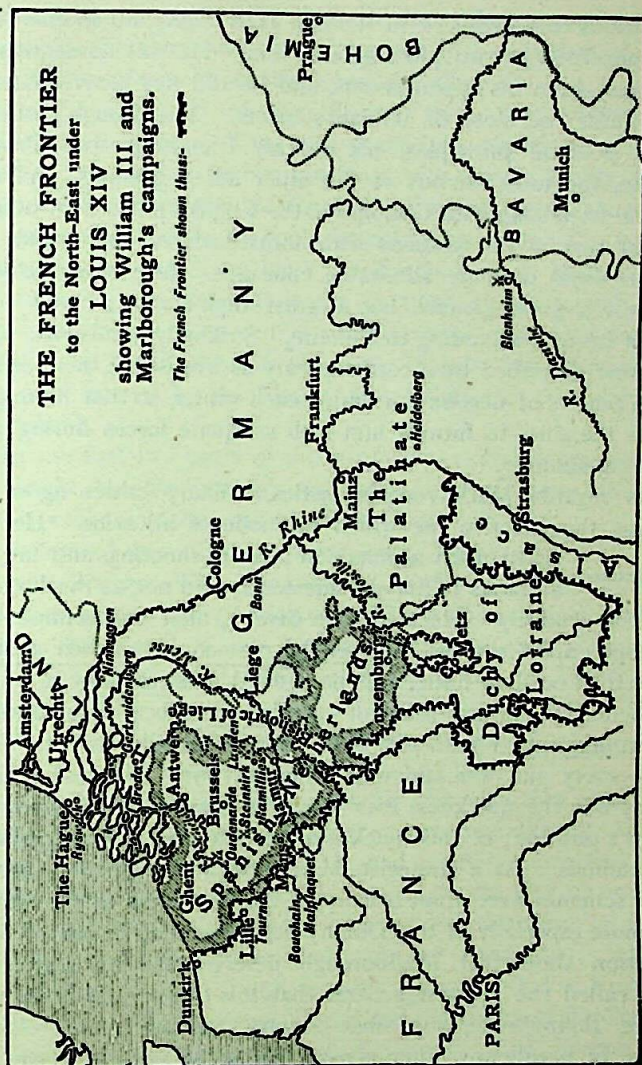 THE FRENCH FRONTIER
to the North-East under
LOUIS XIV
showing William III and
Marlborough's campaigns.
The French Frontier shown thus:
Amsterdam
Utrecht
The Hague
Ryswick
Nimhuggen
Gertruidenburg
Breda
R. Meuse
Antwerp
Ghent
Brussels
Bishopric of Liege
Liege
Landen
Oudenarde
Steinkirk
Ramillies
Namur
Spanish Netherlands
Dunkirk
Lille
Tournai
Mons
Bouchain
Malplaquet
Cologne
Bonn
R. Rhine
GERMANY
Frankfurt
Mainz
The
Palatinate
Heidelberg
R. Moselle
Luxemburg
Metz
Duchy of
Lorraine
Strasburg
Alsace
FRANCE
PARIS
Prague
BOHEMIA
BAVARIA
Munich
Blenheim
R. Danube